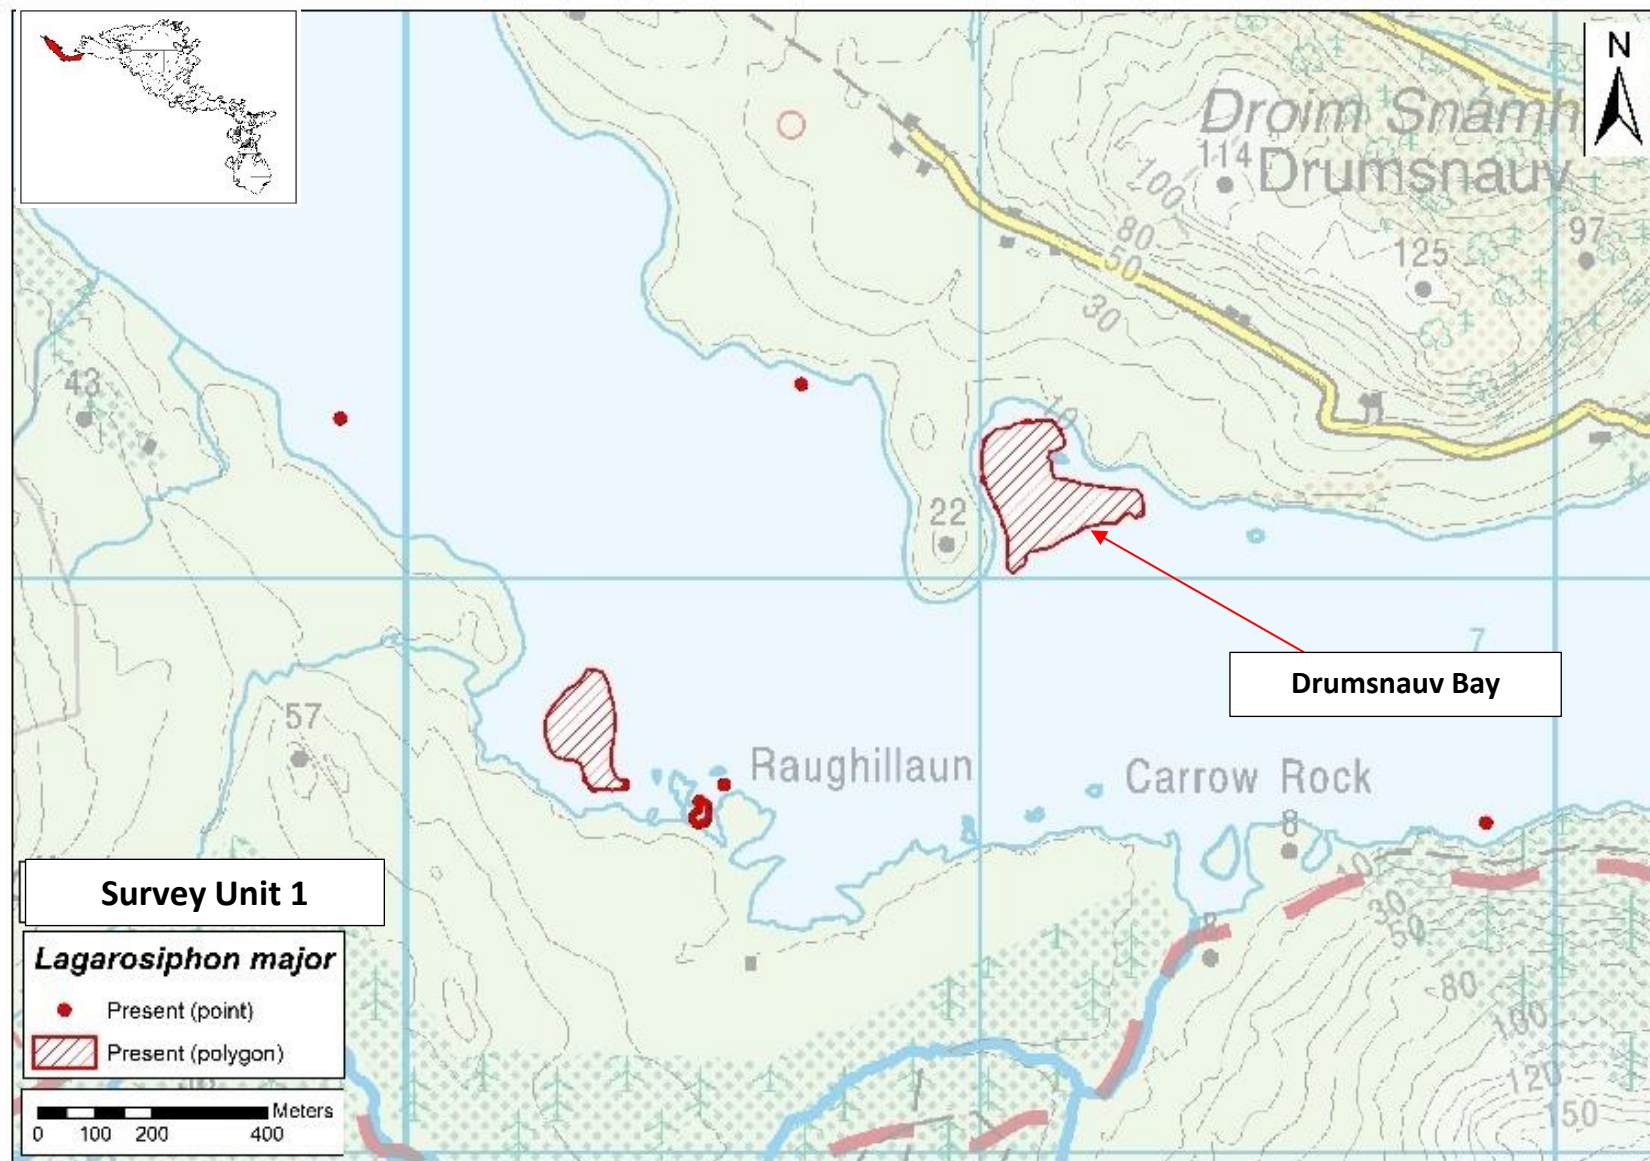 N
Droim Snámh
114 Drumsnauv
100
80
50
30
125
97
43
10
22
7
Drumsnauv Bay
57
Raughillaun
Carrow Rock
8
8
30
50
80
100
120
150
Survey Unit 1
Lagarosiphon major
Present (point)
Present (polygon)
Meters
0 100 200 400